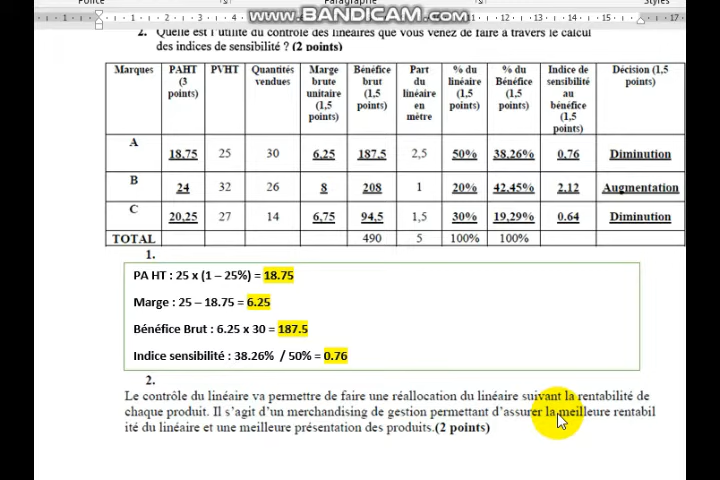 Police Paragraphe Styles
WWW.BANDICAM.COM
2. Quelle est l'utilité du contrôle des linéaires que vous venez de faire à travers le calcul
des indices de sensibilité ? (2 points)
Marques PAHT (3 points) PVHT Quantités vendues Marge brute unitaire (1,5 points) Bénéfice brut (1,5 points) Part du linéaire en mètre % du linéaire (1,5 points) % du Bénéfice (1,5 points) Indice de sensibilité au bénéfice (1,5 points) Décision (1,5 points)
A 18,75 25 30 6.25 187.5 2,5 50% 38,26% 0,76 Diminution
B 24 32 26 8 208 1 20% 42.45% 2.12 Augmentation
C 20,25 27 14 6,75 94,5 1,5 30% 19,29% 0.64 Diminution
TOTAL 490 5 100% 100%
1.
PA HT : 25 x (1 – 25%) = 18.75
Marge : 25 – 18.75 = 6.25
Bénéfice Brut : 6.25 x 30 = 187.5
Indice sensibilité : 38.26% / 50% = 0.76
2.
Le contrôle du linéaire va permettre de faire une réallocation du linéaire suivant la rentabilité de
chaque produit. Il s'agit d'un merchandising de gestion permettant d'assurer la meilleure rentabil
ité du linéaire et une meilleure présentation des produits.(2 points)